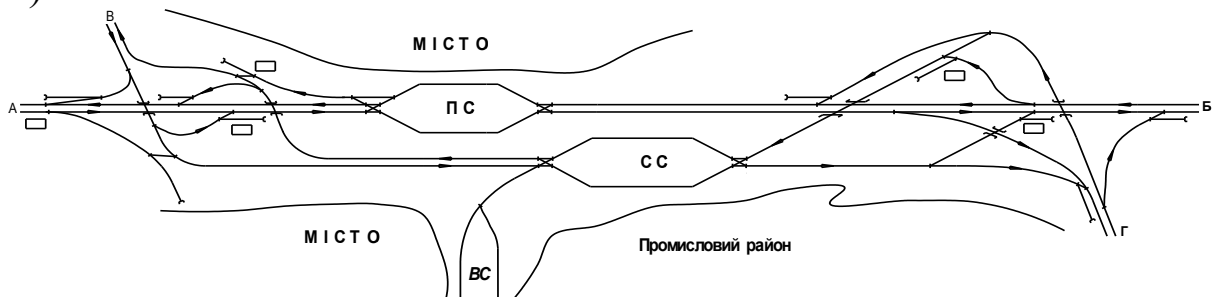 )
В
МІСТО
А
ПС
Б
СС
МІСТО
Промисловий район
Г
ВС